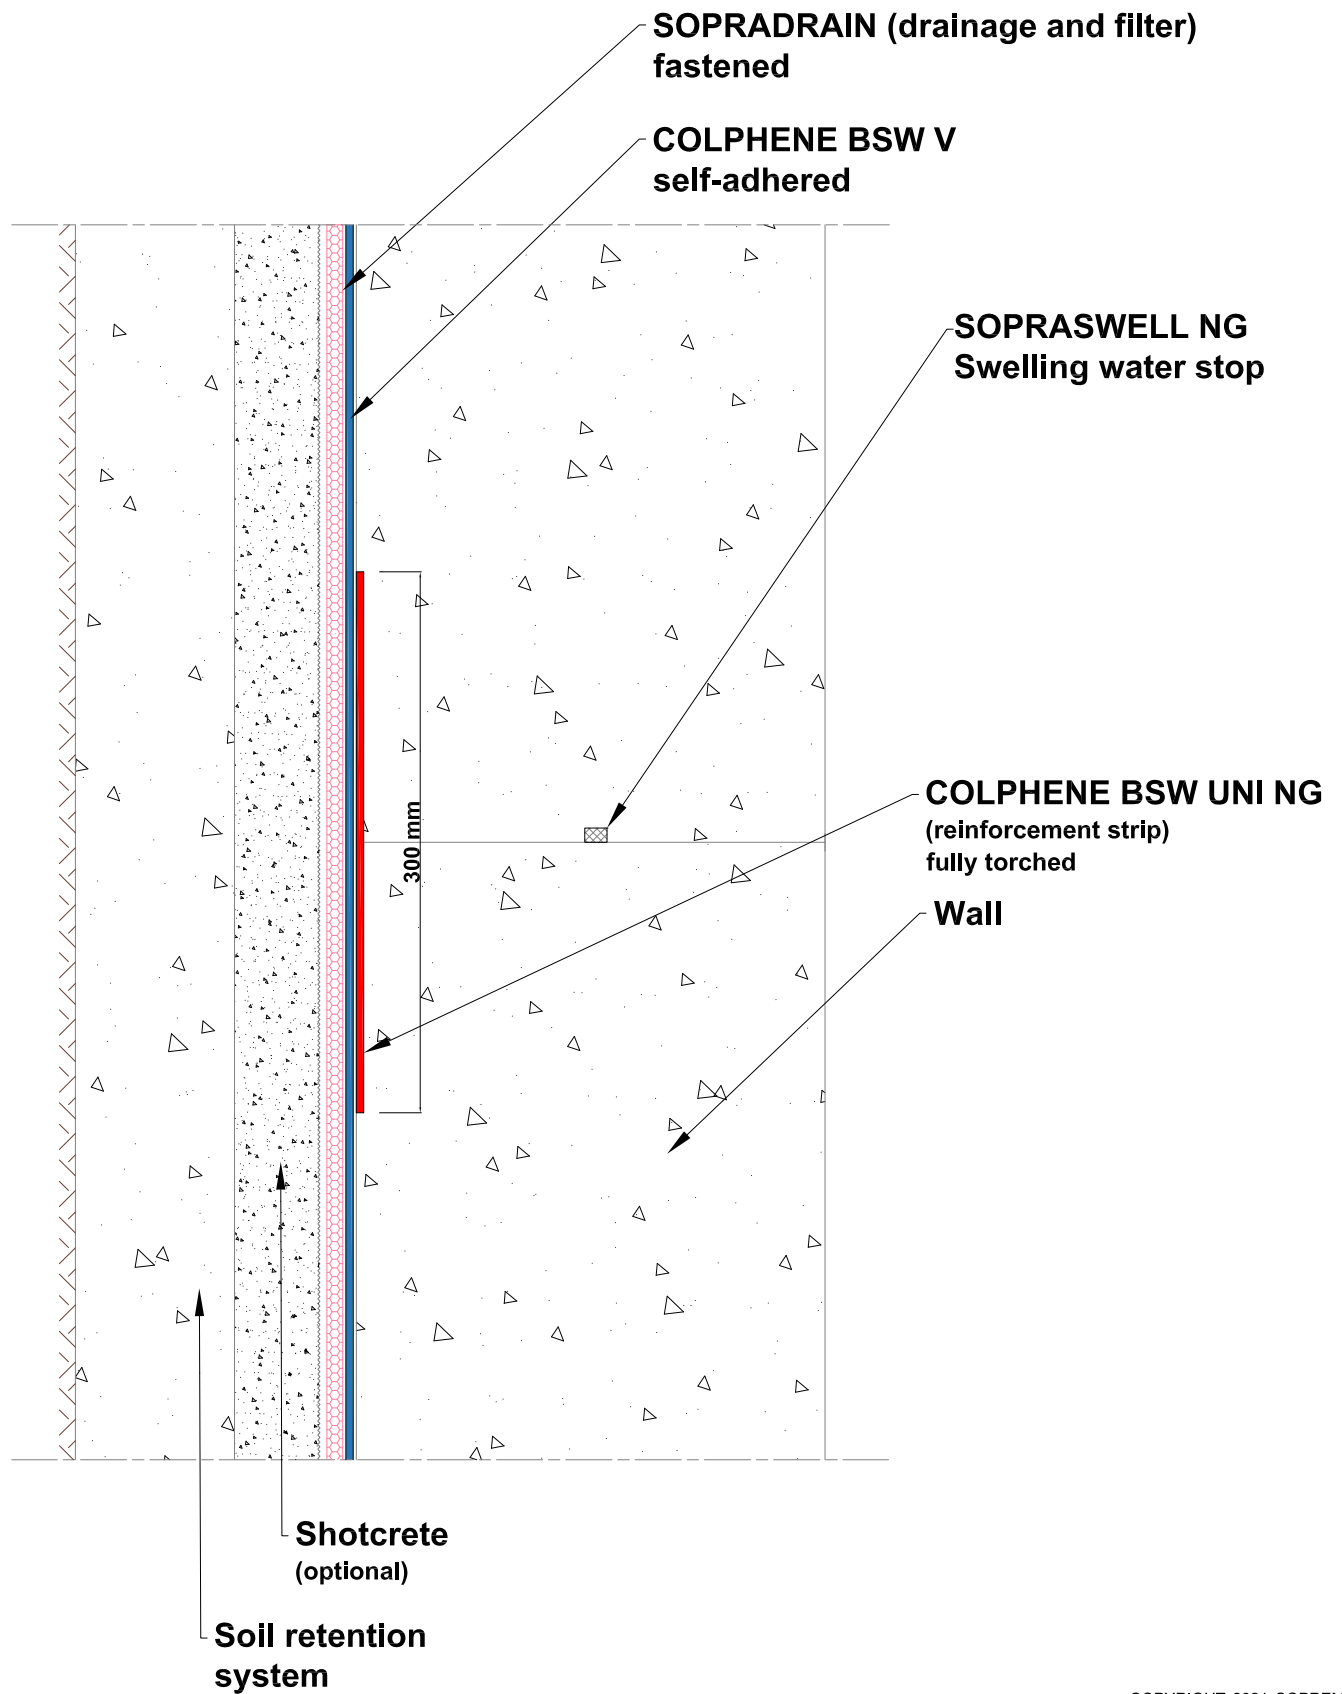 SOPRADRAIN (drainage and filter)
fastened
COLPHENE BSW V
self-adhered
SOPRASWELL NG
Swelling water stop
300 mm
COLPHENE BSW UNI NG
(reinforcement strip)
fully torched
Wall
Shotcrete
(optional)
Soil retention
system